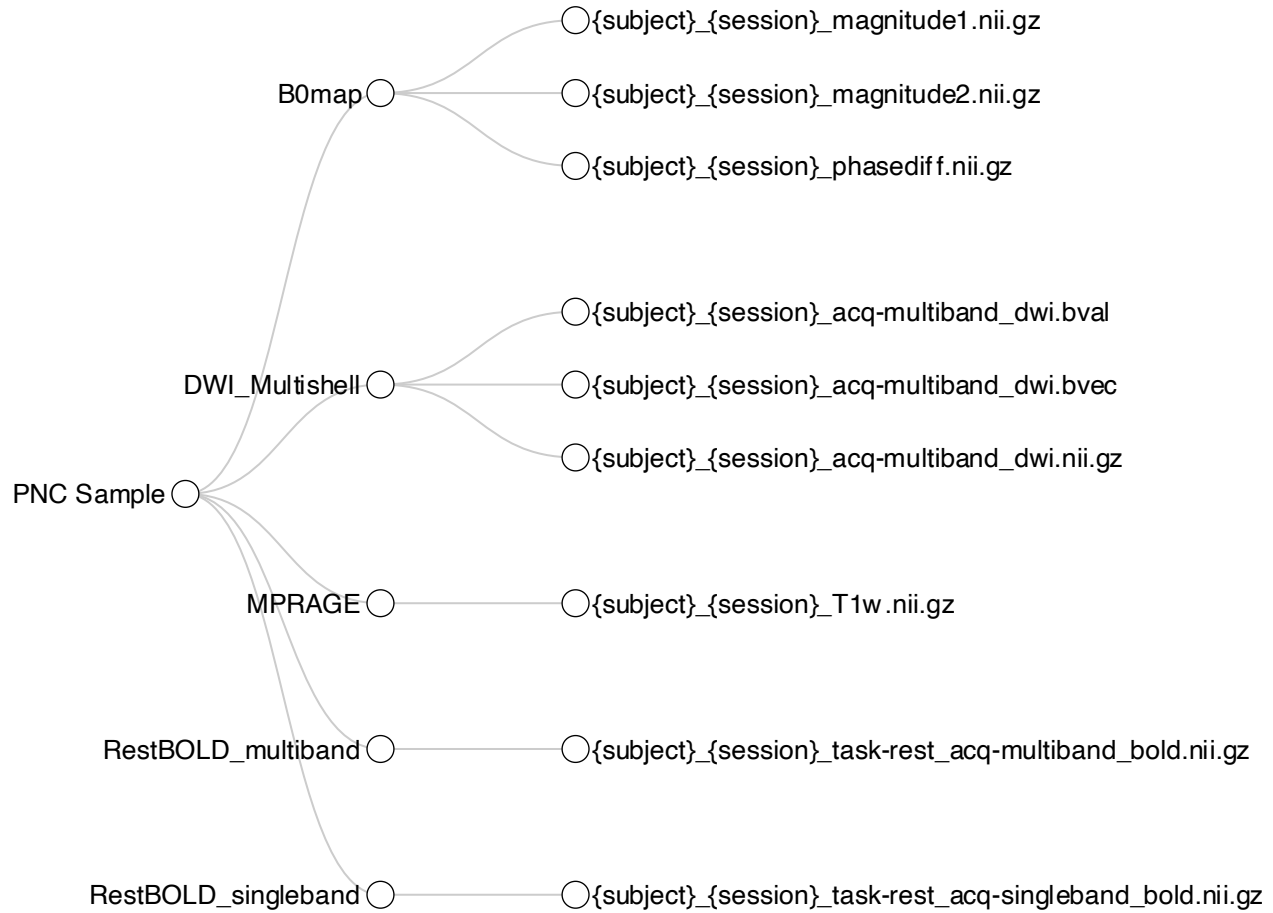 {subject}_{session}_magnitude1.nii.gz
B0map
{subject}_{session}_magnitude2.nii.gz
{subject}_{session}_phasediff.nii.gz
{subject}_{session}_acq-multiband_dwi.bval
DWI_Multishell
{subject}_{session}_acq-multiband_dwi.bvec
{subject}_{session}_acq-multiband_dwi.nii.gz
PNC Sample
MPRAGE
{subject}_{session}_T1w.nii.gz
RestBOLD_multiband
{subject}_{session}_task-rest_acq-multiband_bold.nii.gz
RestBOLD_singleband
{subject}_{session}_task-rest_acq-singleband_bold.nii.gz